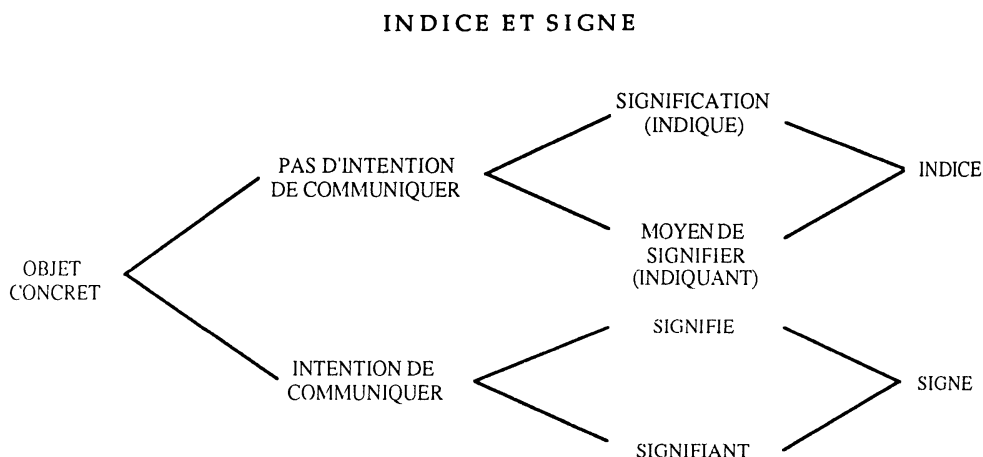 INDICE ET SIGNE
SIGNIFICATION
(INDIQUE)
PAS D'INTENTION
DE COMMUNIQUER
INDICE
MOYEN DE
SIGNIFIER
(INDIQUANT)
OBJET
CONCRET
SIGNIFIE
INTENTION DE
COMMUNIQUER
SIGNE
SIGNIFIANT